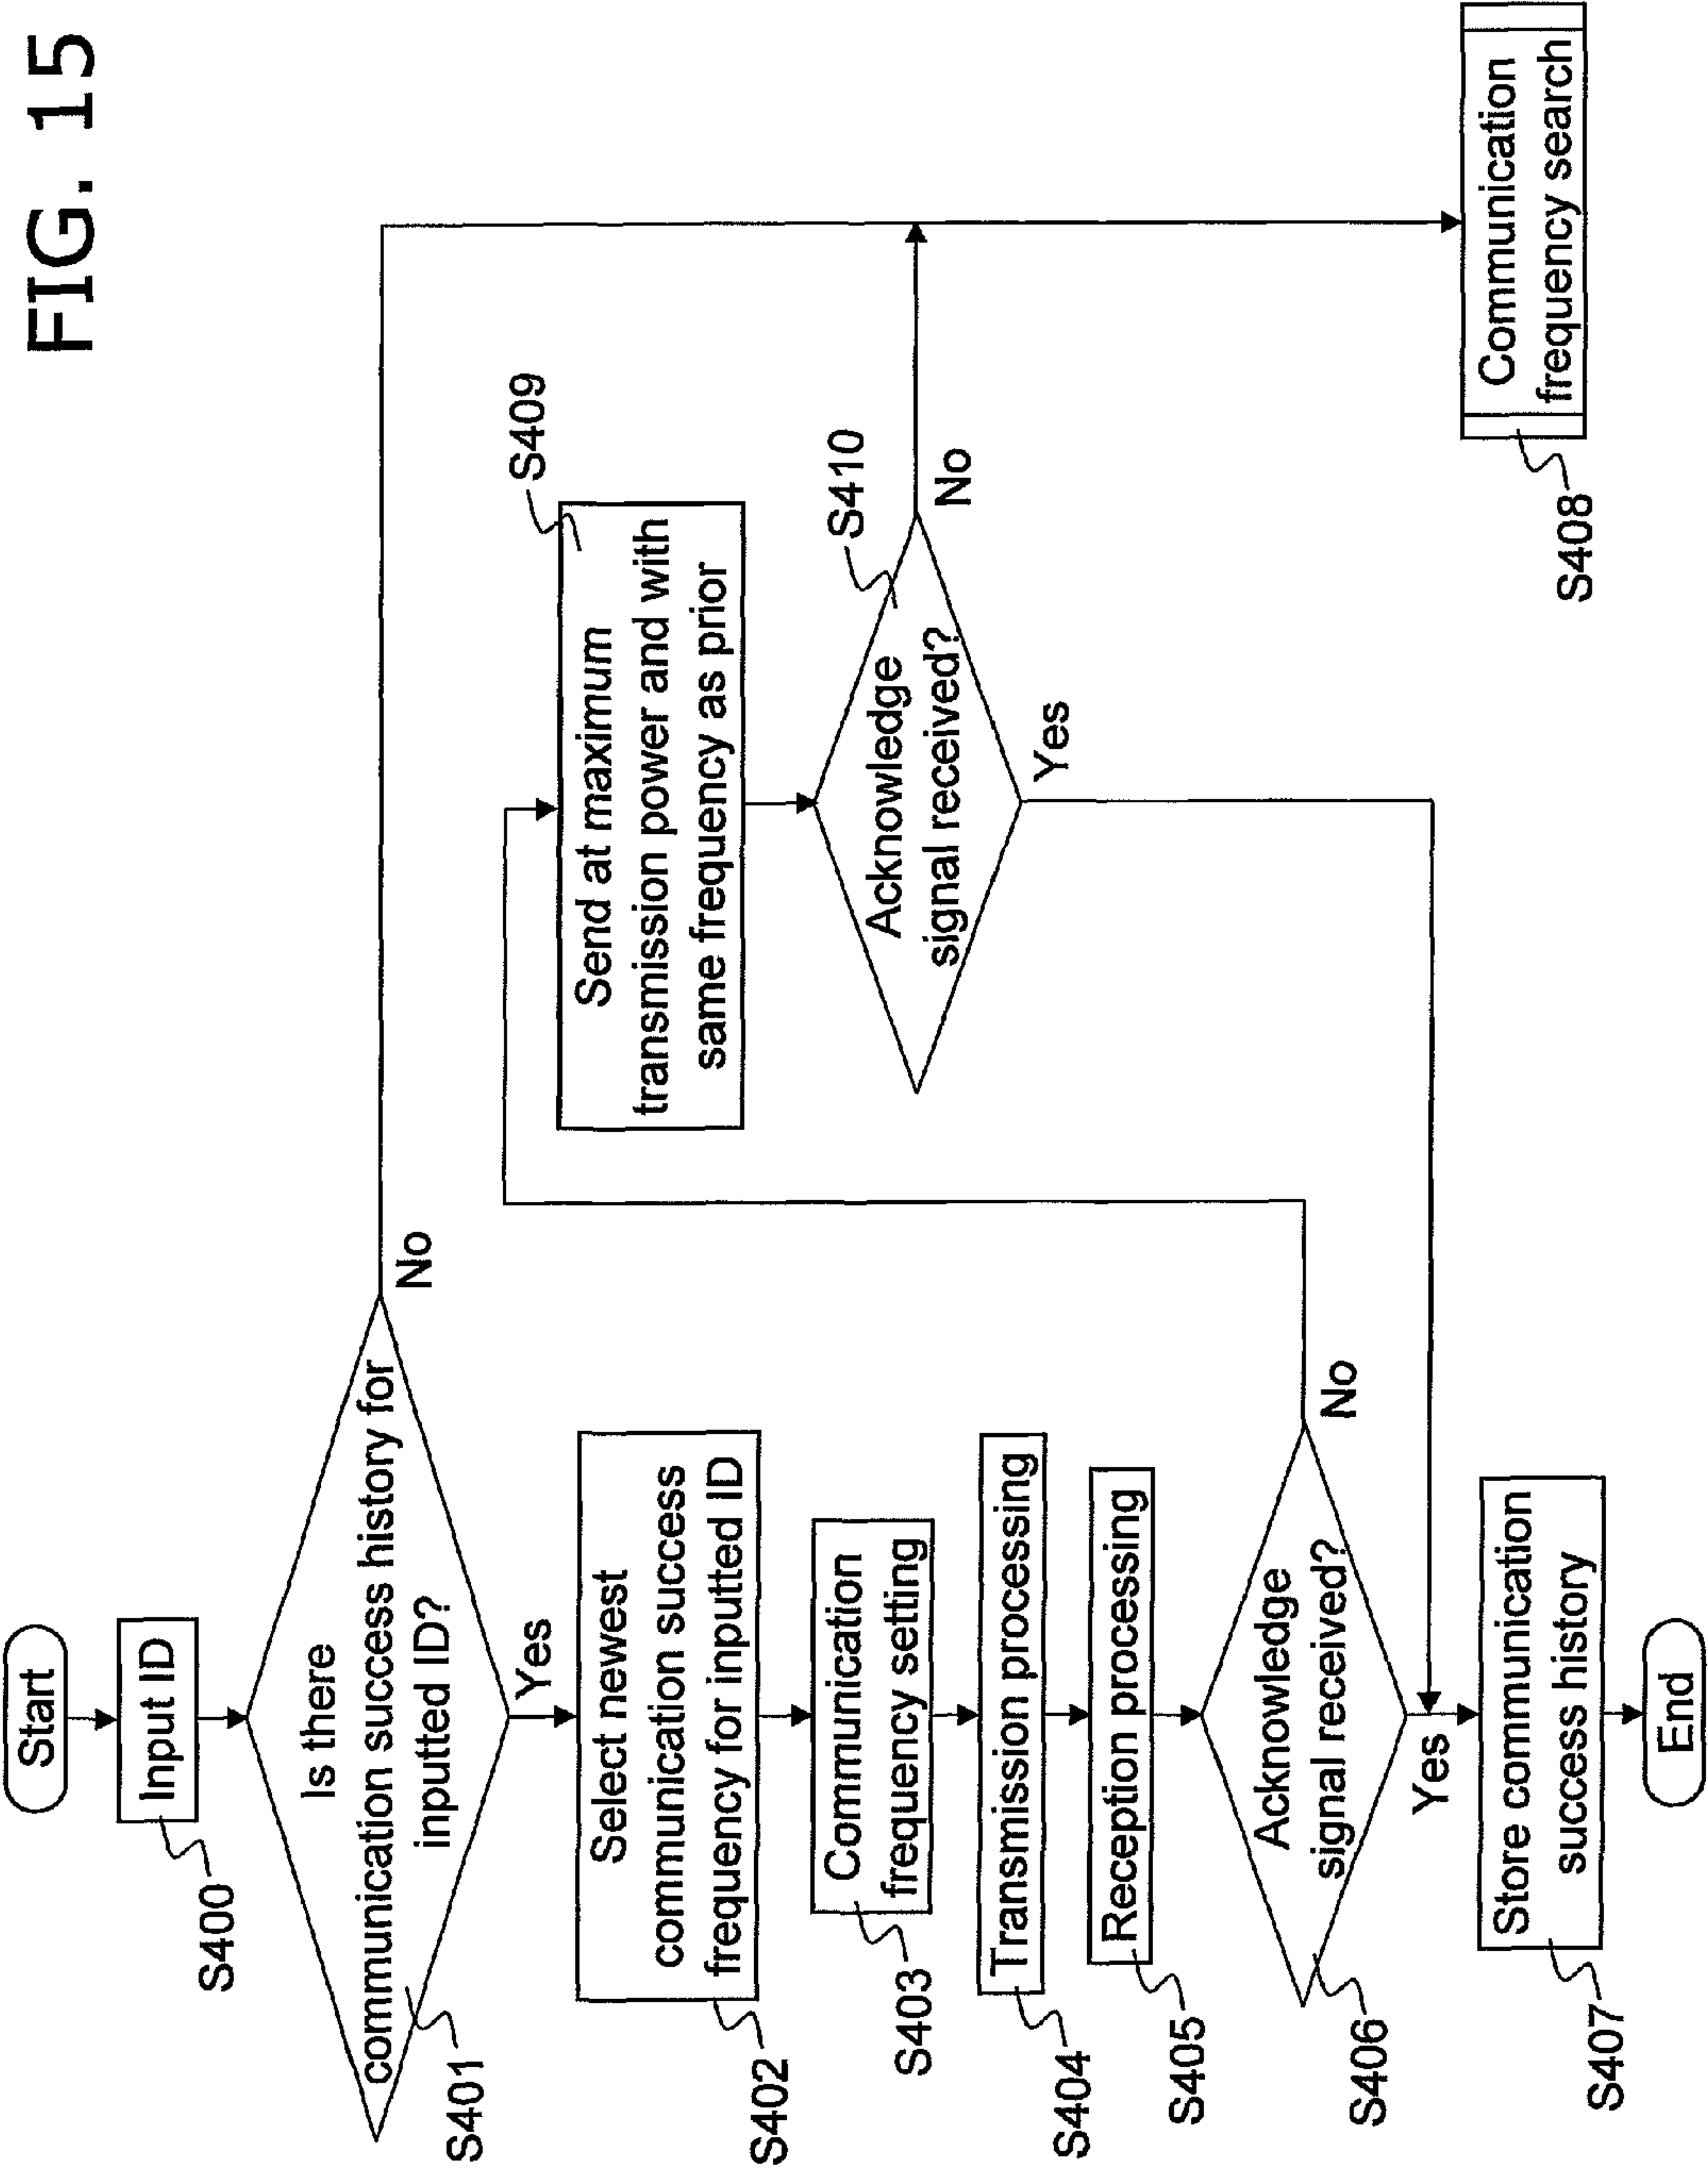 FIG. 15
Start
Input ID
S400
Is there
communication success history for
inputted ID?
S401
No
Yes
Select newest
communication success
frequency for inputted ID
S402
Communication
frequency setting
S403
Transmission processing
S404
Reception processing
S405
Acknowledge
signal received?
S406
No
Yes
Store communication
success history
S407
End
Send at maximum
transmission power and with
same frequency as prior
S409
Acknowledge
signal received?
S410
No
Yes
Communication
frequency search
S408